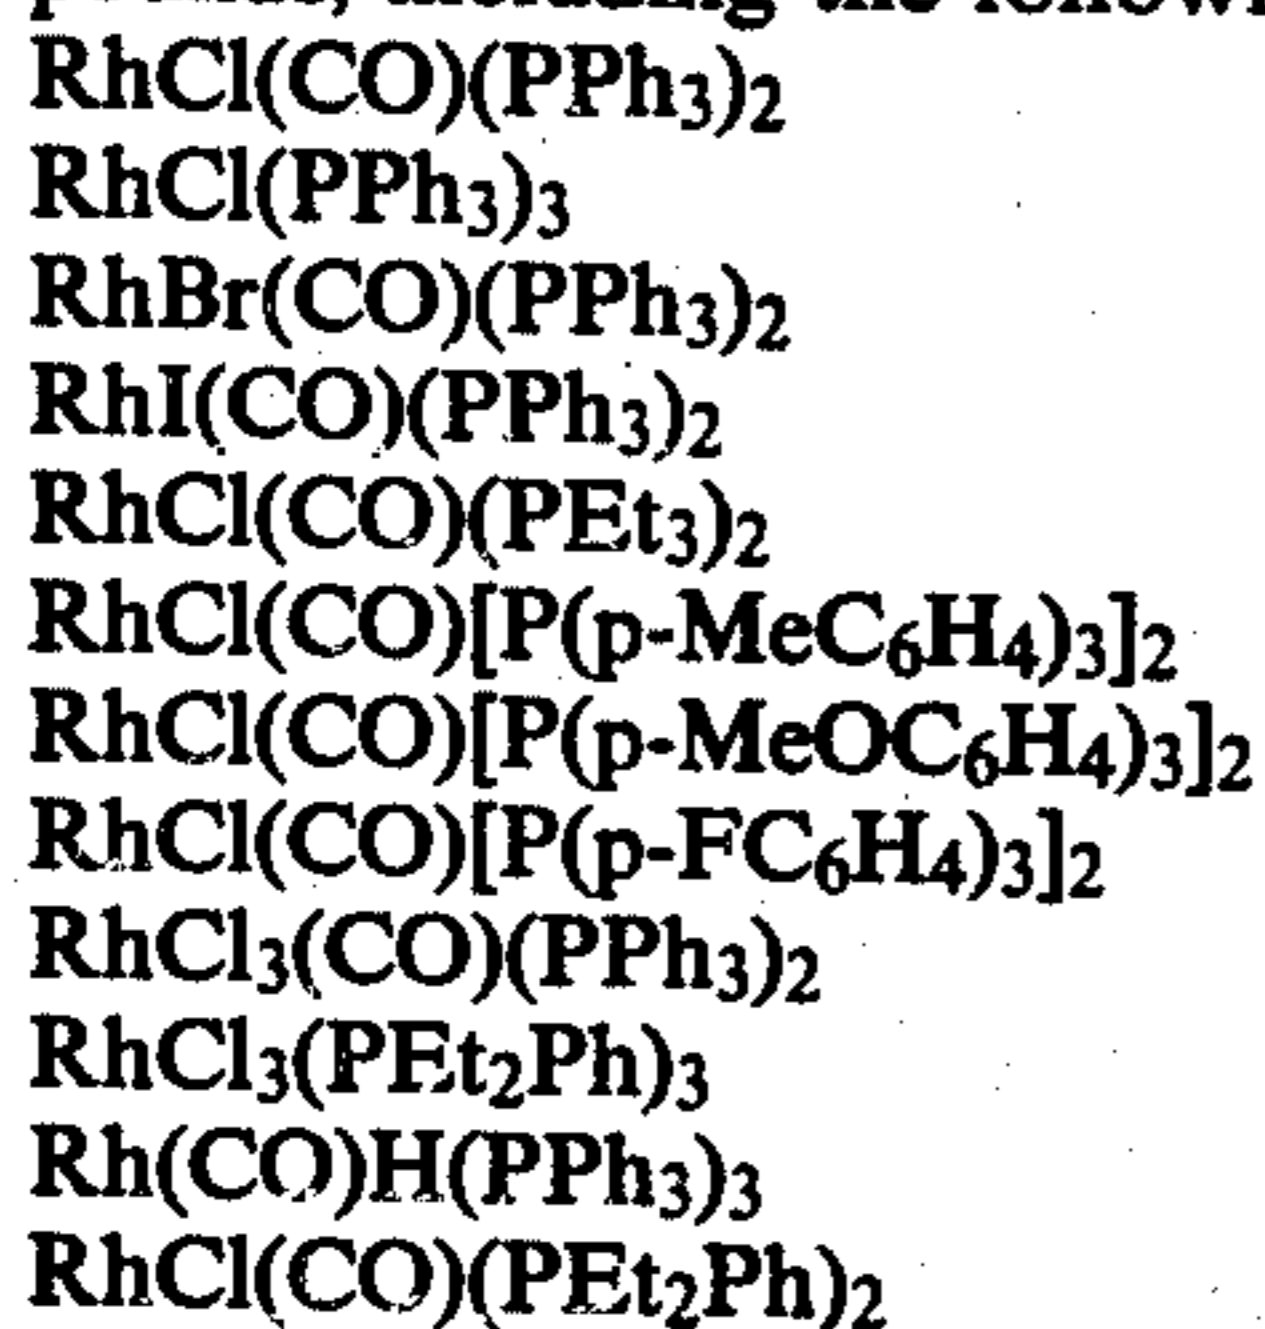 including the
RhCl(CO)(PPh₃)₂
RhCl(PPh₃)₃
RhBr(CO)(PPh₃)₂
RhI(CO)(PPh₃)₂
RhCl(CO)(PEt₃)₂
RhCl(CO)[P(p-MeC₆H₄)₃]₂
RhCl(CO)[P(p-MeOC₆H₄)₃]₂
RhCl(CO)[P(p-FC₆H₄)₃]₂
RhCl₃(CO)(PPh₃)₂
RhCl₃(PEt₂Ph)₃
Rh(CO)H(PPh₃)₃
RhCl(CO)(PEt₂Ph)₂